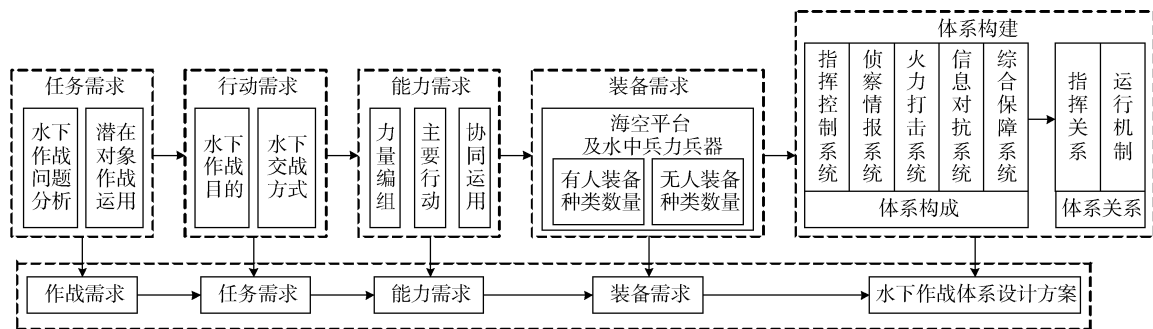 任务需求
水下
作战
问题
分析
潜在
对象
作战
运用
行动需求
水下
作战
目的
水下
交战
方式
能力需求
力量编组
主要行动
协同运用
装备需求
海空平台
及水中兵力兵器
有人装备
种类数量
无人装备
种类数量
体系构建
指挥控制系统
侦察情报系统
火力打击系统
信息对抗系统
综合保障系统
体系构成
指挥关系
运行机制
体系关系
作战需求
任务需求
能力需求
装备需求
水下作战体系设计方案